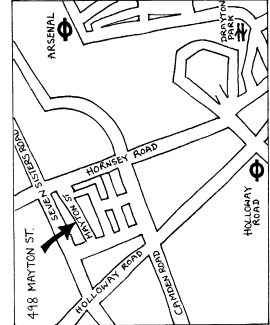 ARSENAL
DRAYTON
PARK
SEVEN SISTERS ROAD
HORNSEY ROAD
MAYTON ST
498 MAYTON ST.
HOLLOWAY ROAD
CAMDEN ROAD
HOLLOWAY
ROAD